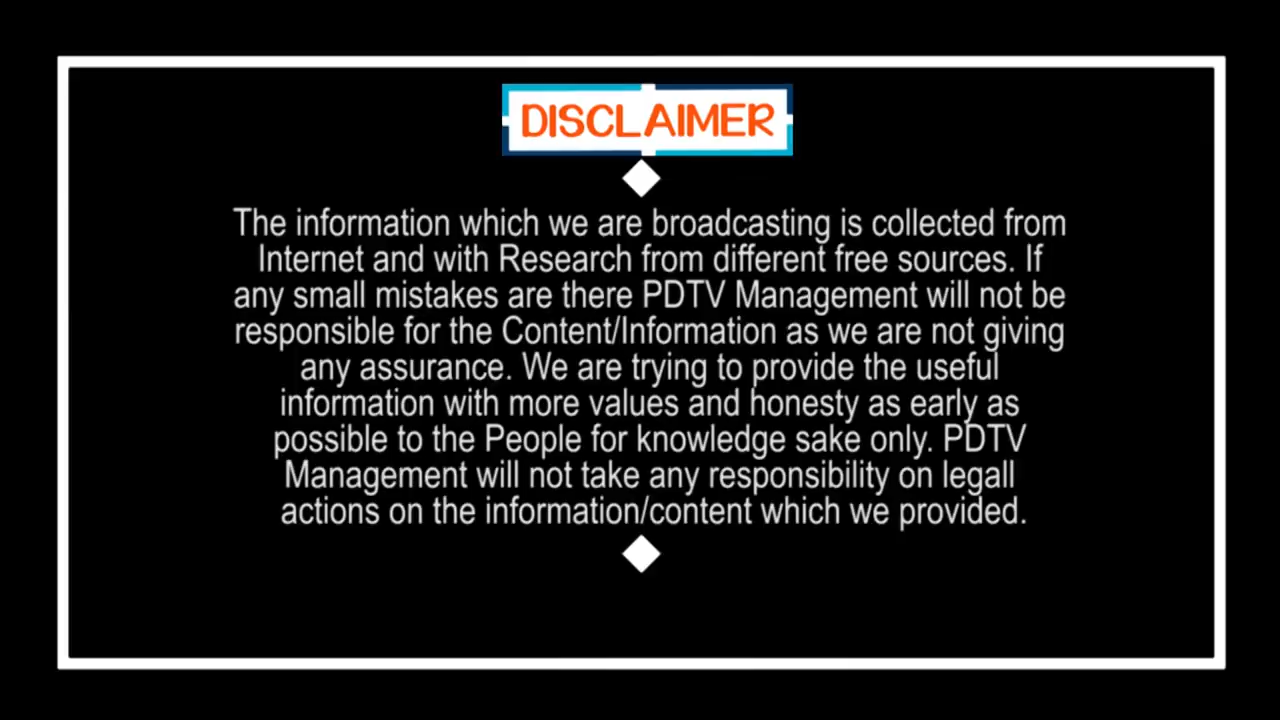 DISCLAIMER
The information which we are broadcasting is collected from
Internet and with Research from different free sources. If
any small mistakes are there PDTV Management will not be
responsible for the Content/Information as we are not giving
any assurance. We are trying to provide the useful
information with more values and honesty as early as
possible to the People for knowledge sake only. PDTV
Management will not take any responsibility on legall
actions on the information/content which we provided.